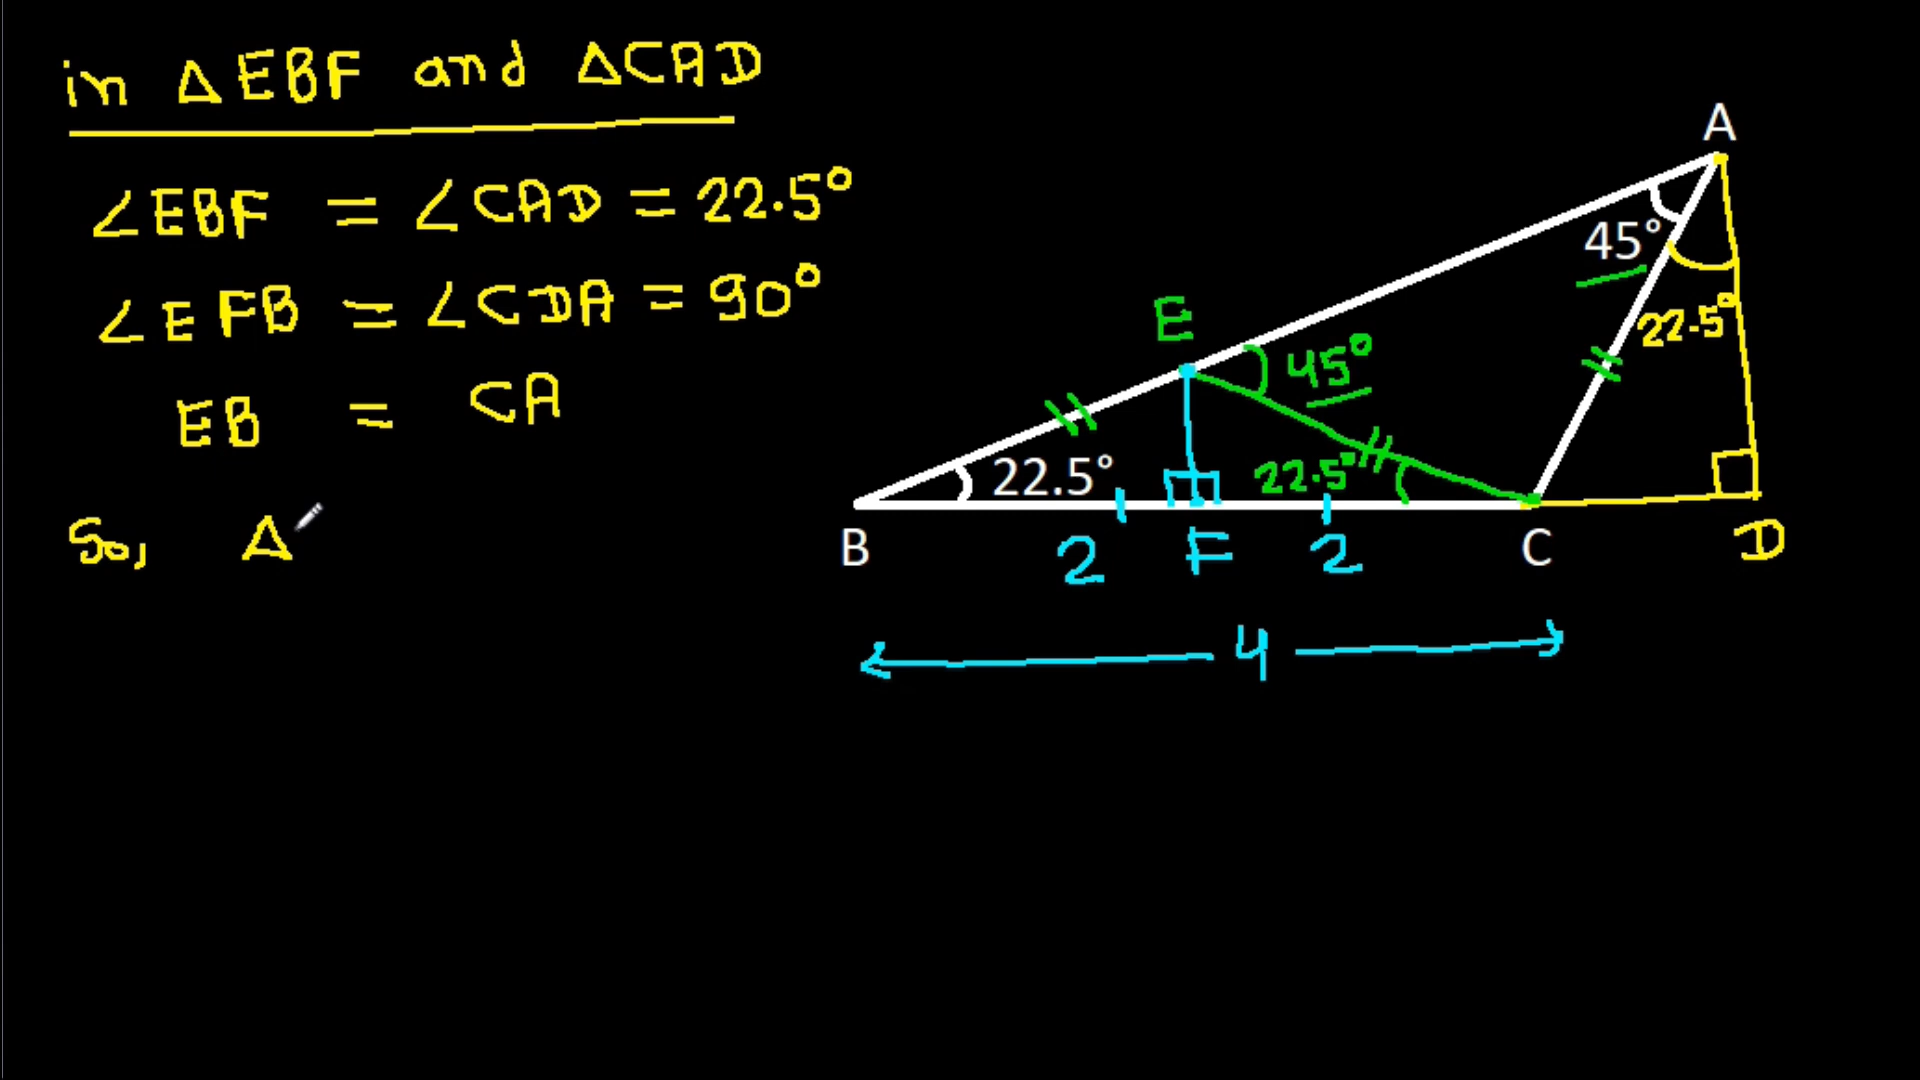 in ΔEBF and ΔCAD
∠EBF = ∠CAD = 22.5°
∠EFB = ∠CDA = 90°
EB = CA
So, Δ
A
45°
22.5°
E
45°
22.5°
22.5°
B
2
F
2
C
D
4